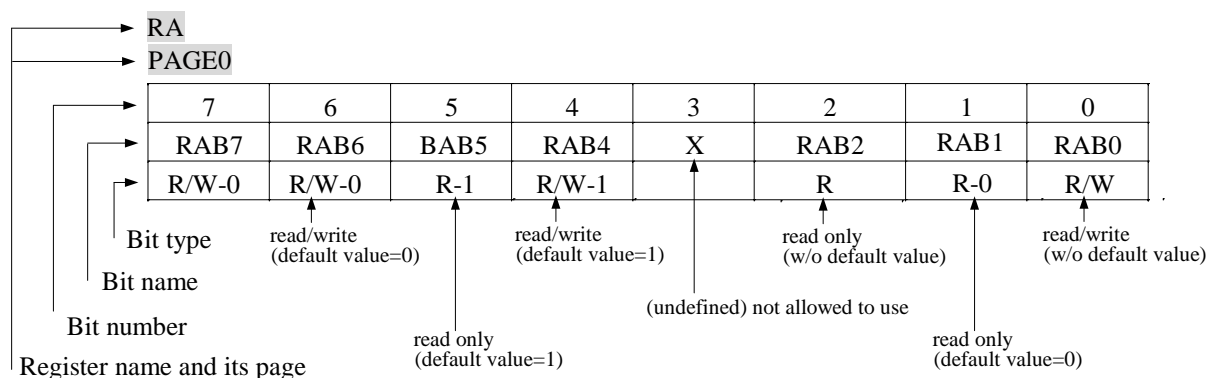 RA
PAGE0
7 6 5 4 3 2 1 0
RAB7 RAB6 BAB5 RAB4 X RAB2 RAB1 RAB0
R/W-0 R/W-0 R-1 R/W-1 R R-0 R/W
Bit type
read/write
(default value=0)
read/write
(default value=1)
read only
(w/o default value)
read/write
(w/o default value)
Bit name
(undefined) not allowed to use
Bit number
read only
(default value=1)
read only
(default value=0)
Register name and its page